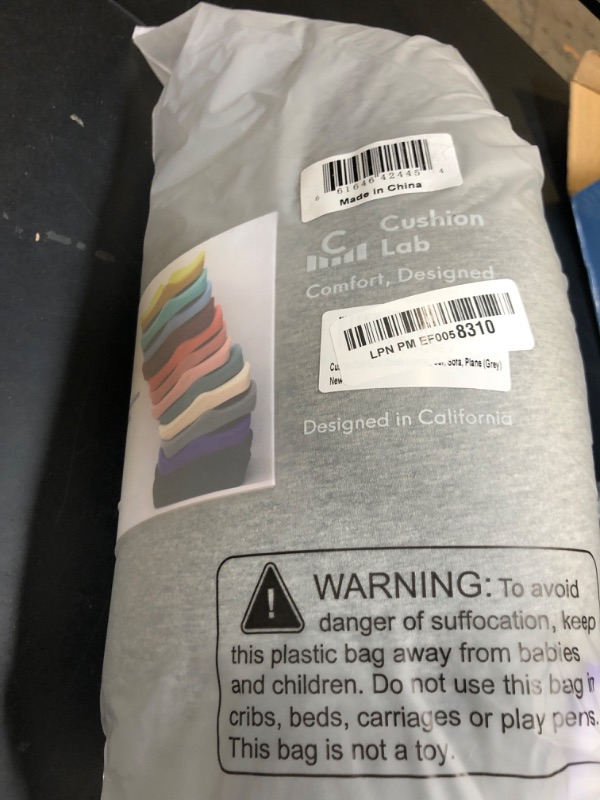 6 61646 42445 4
Made in China
Cushion
Lab
Comfort, Designed
LPN PM EF0058310
Sofa, Plane (Grey)
New
Designed in California
WARNING: To avoid
danger of suffocation, keep
this plastic bag away from babies
and children. Do not use this bag in
cribs, beds, carriages or play pens.
This bag is not a toy.